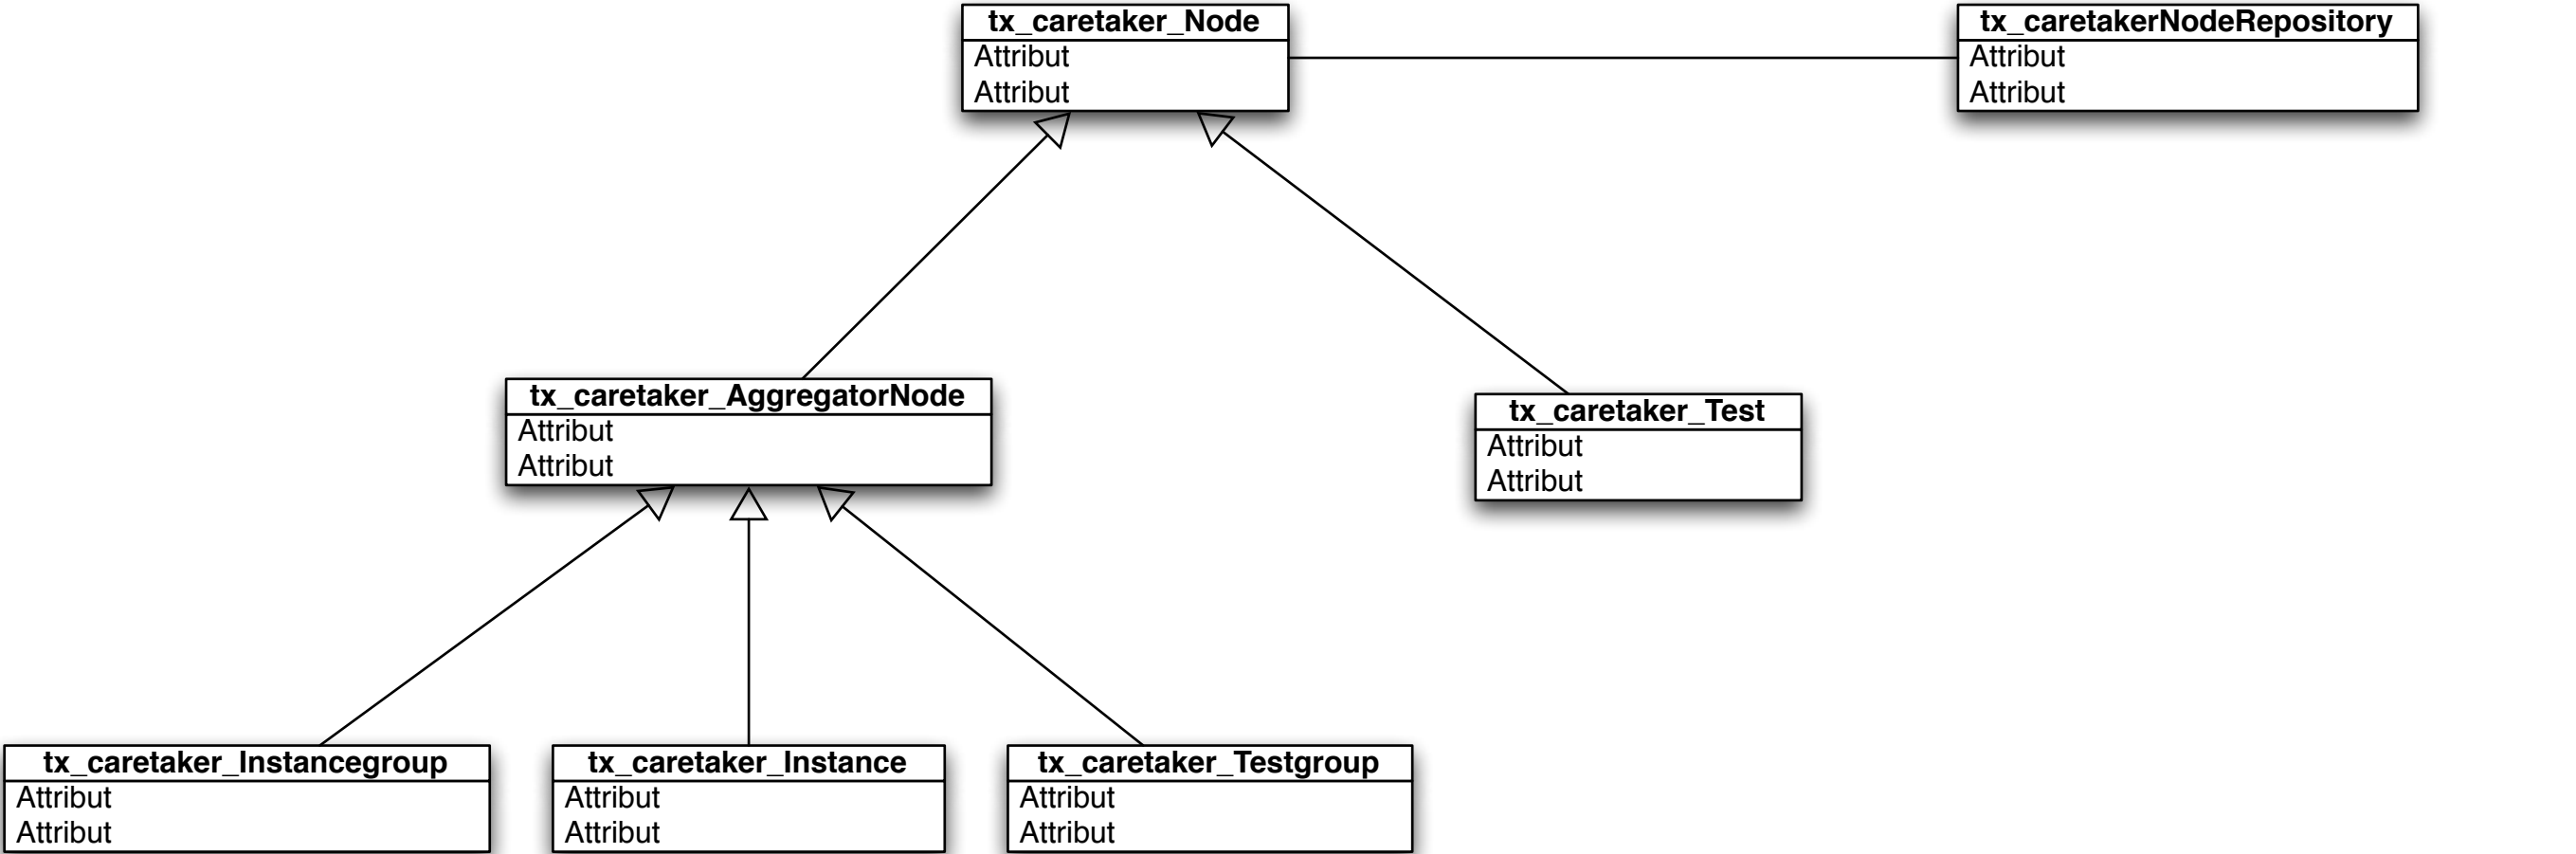 tx_caretaker_Node
Attribut
Attribut
tx_caretakerNodeRepository
Attribut
Attribut
tx_caretaker_AggregatorNode
Attribut
Attribut
tx_caretaker_Test
Attribut
Attribut
tx_caretaker_Instancegroup
Attribut
Attribut
tx_caretaker_Instance
Attribut
Attribut
tx_caretaker_Testgroup
Attribut
Attribut